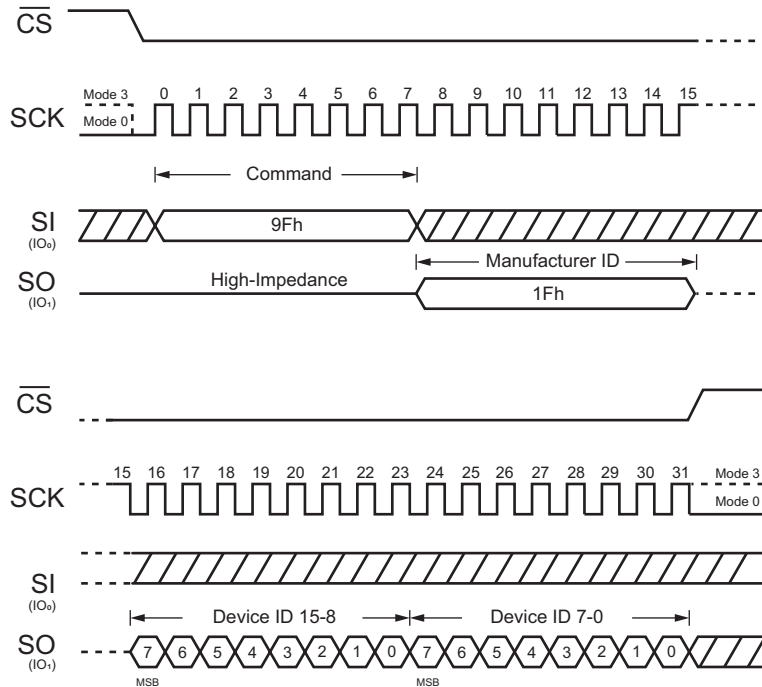 CS
Mode 3
0 1 2 3 4 5 6 7 8 9 10 11 12 13 14 15
SCK
Mode 0
Command
SI
(IO₀)
9Fh
Manufacturer ID
SO
(IO₁)
High-Impedance
1Fh
CS
15 16 17 18 19 20 21 22 23 24 25 26 27 28 29 30 31
Mode 3
SCK
Mode 0
SI
(IO₀)
Device ID 15-8 Device ID 7-0
SO
(IO₁)
7 6 5 4 3 2 1 0 7 6 5 4 3 2 1 0
MSB MSB